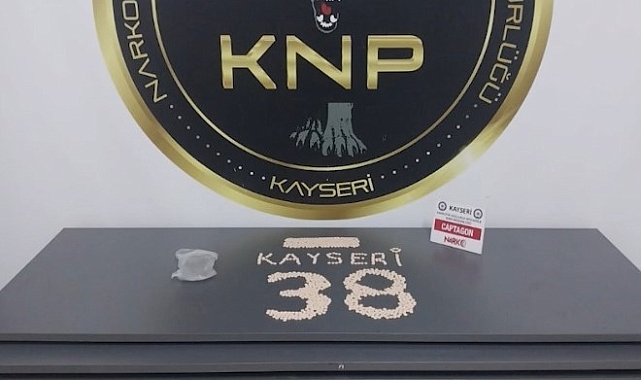 NARKO
RLÜĞÜ
KNP
KAYSERİ
KAYSERİ
CAPTAGON
NARKO
KAYSERİ
38